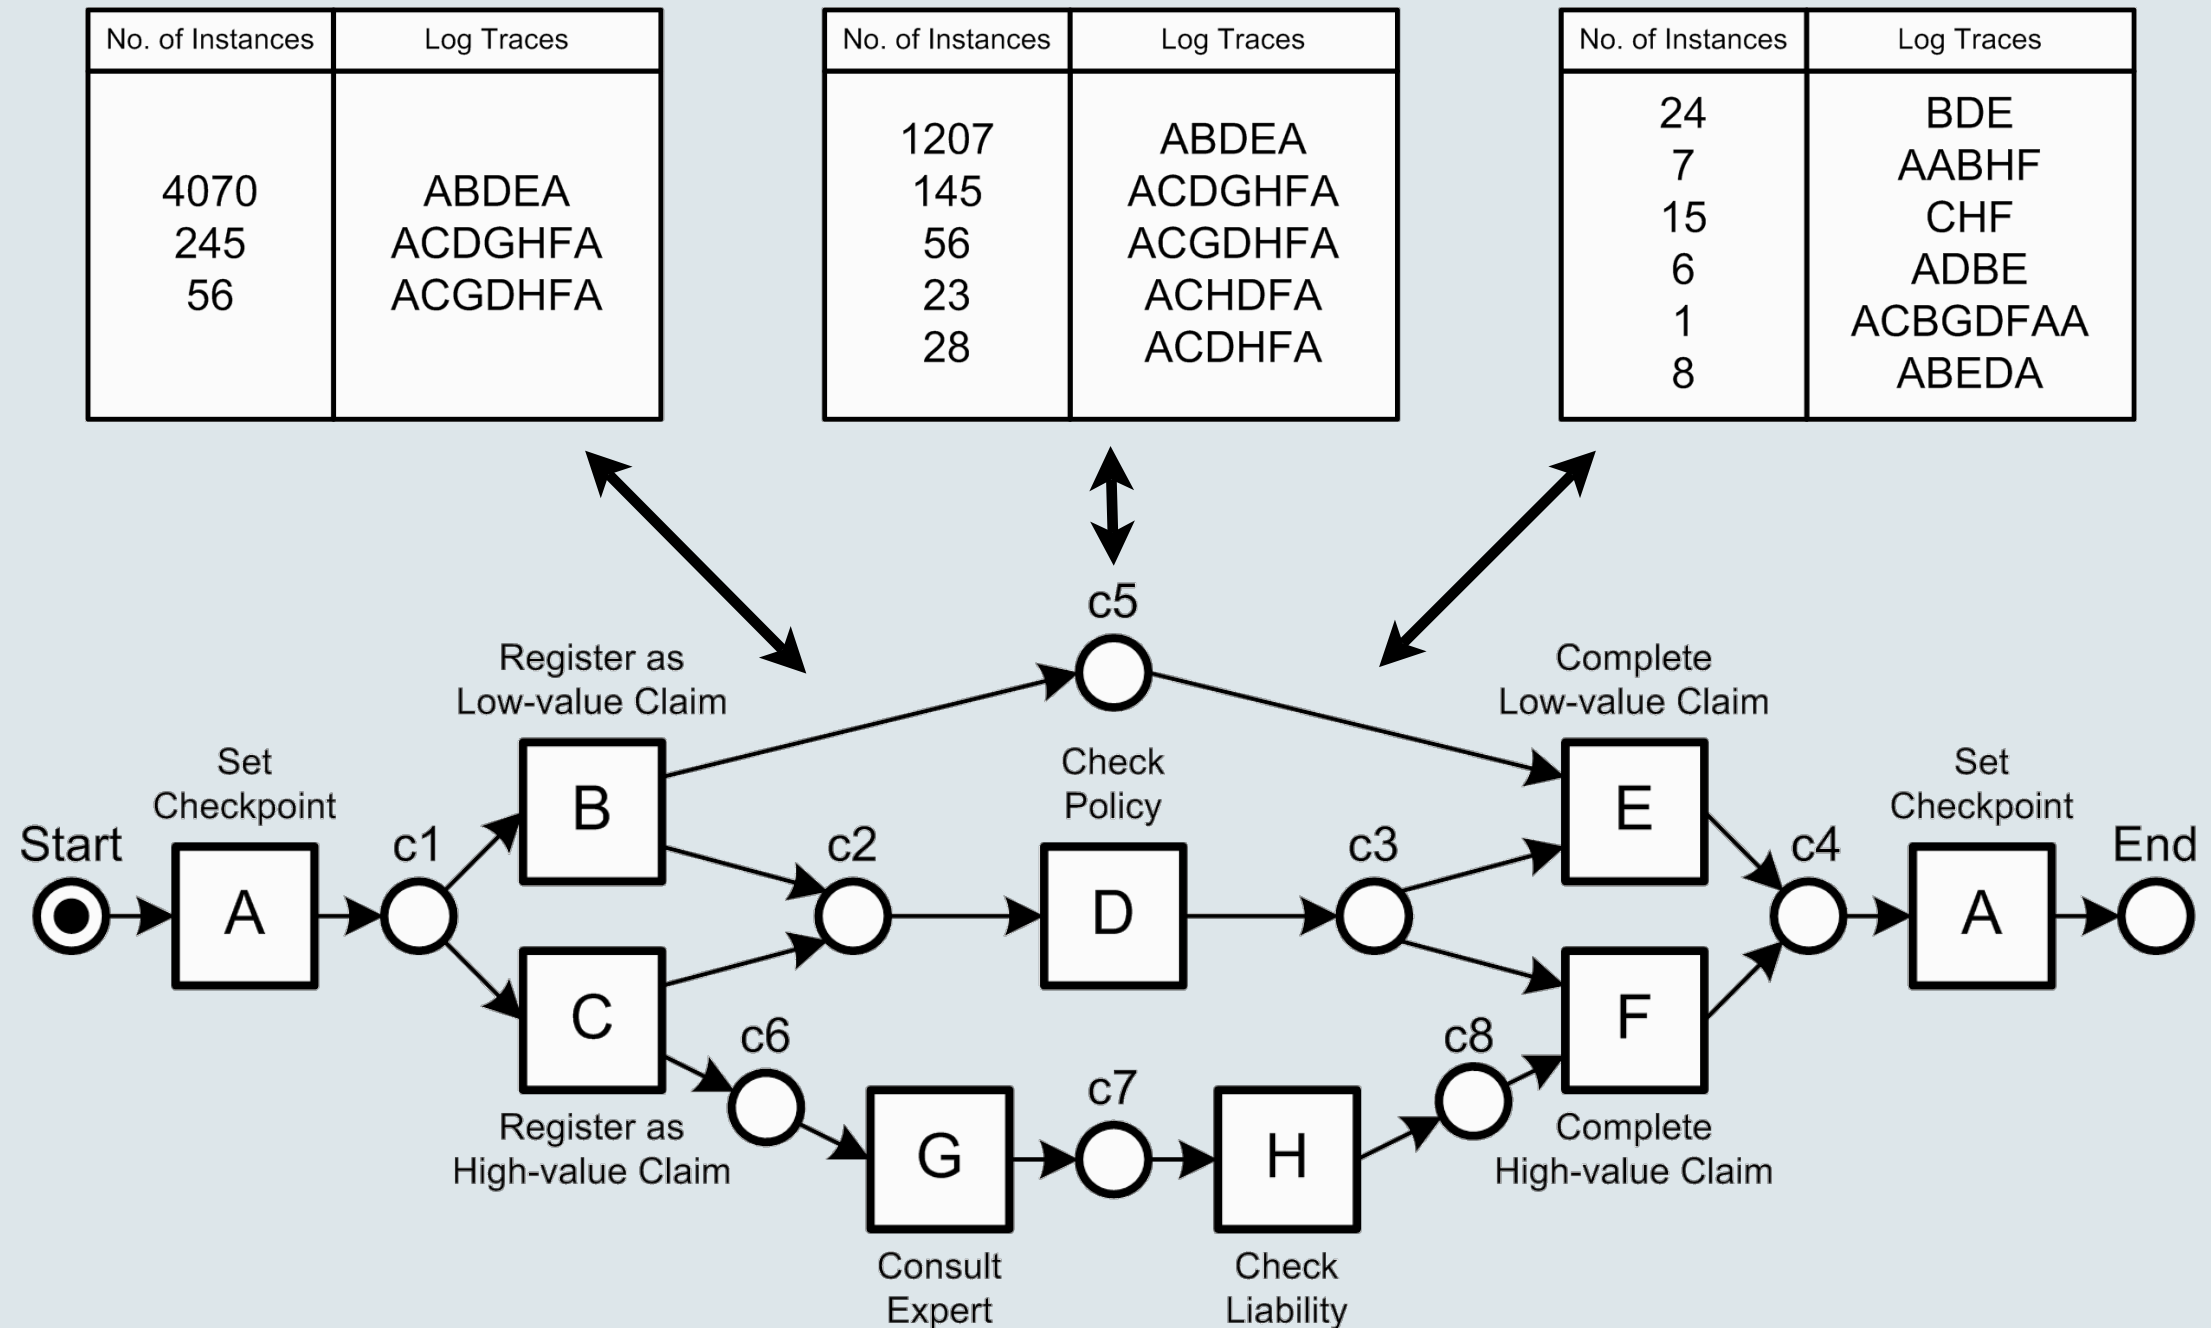 No. of Instances Log Traces
4070 ABDEA
245 ACDGHFA
56 ACGDHFA
No. of Instances Log Traces
1207 ABDEA
145 ACDGHFA
56 ACGDHFA
23 ACHDFA
28 ACDHFA
No. of Instances Log Traces
24 BDE
7 AABHF
15 CHF
6 ADBE
1 ACBGDFAA
8 ABEDA
c5
Register as
Low-value Claim
Complete
Low-value Claim
Set
Checkpoint
B
Check
Policy
E
Set
Checkpoint
Start
A
c1
c2
D
c3
c4
A
End
C
c6
c7
c8
F
Register as
High-value Claim
G
H
Complete
High-value Claim
Consult
Expert
Check
Liability